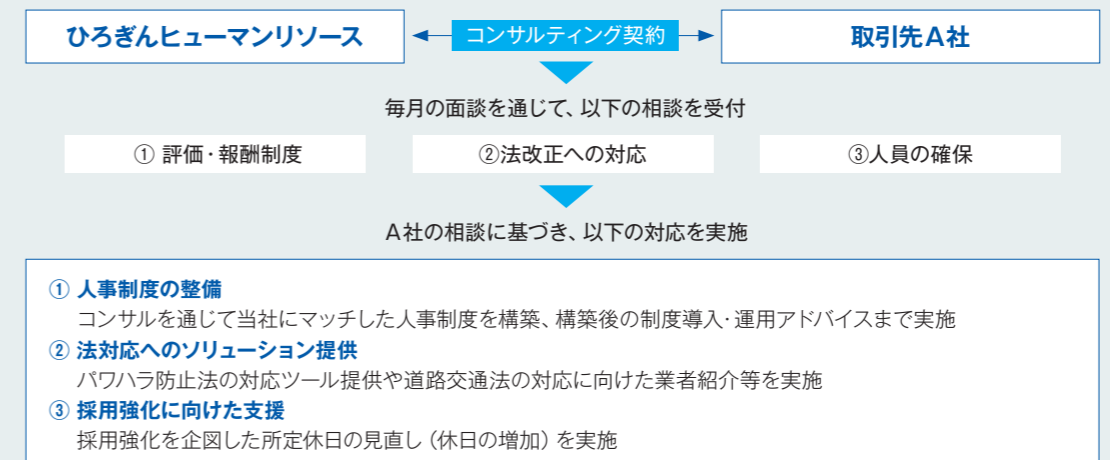 ひろぎんヒューマンリソース コンサルティング契約 取引先A社
毎月の面談を通じて、以下の相談を受付
① 評価・報酬制度 ②法改正への対応 ③人員の確保
A社の相談に基づき、以下の対応を実施
① 人事制度の整備
コンサルを通じて当社にマッチした人事制度を構築、構築後の制度導入・運用アドバイスまで実施
② 法対応へのソリューション提供
パワハラ防止法の対応ツール提供や道路交通法の対応に向けた業者紹介等を実施
③ 採用強化に向けた支援
採用強化を企図した所定休日の見直し（休日の増加）を実施